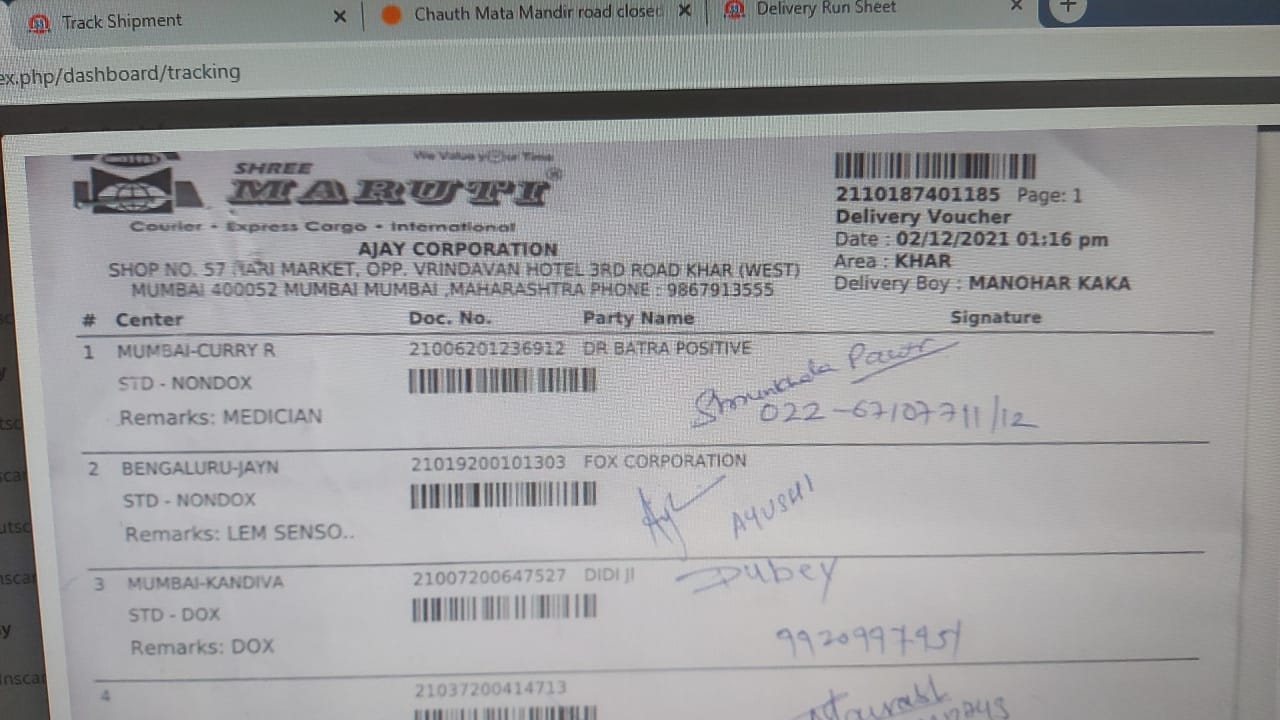 Track Shipment
Chauth Mata Mandir road closed
Delivery Run Sheet
ex.php/dashboard/tracking
We Value yOur Time
SHREE
MARUTI
Courier • Express Cargo • International
AJAY CORPORATION
SHOP NO. 57 MARKET, OPP. VRINDAVAN HOTEL 3RD ROAD KHAR (WEST)
MUMBAI 400052 MUMBAI MUMBAI ,MAHARASHTRA PHONE : 9867913555
2110187401185 Page: 1
Delivery Voucher
Date : 02/12/2021 01:16 pm
Area : KHAR
Delivery Boy : MANOHAR KAKA
# Center Doc. No. Party Name Signature
1 MUMBAI-CURRY R 21006201236912 DR BATRA POSITIVE
STD - NONDOX
Remarks: MEDICIAN
Pawar
022-67107711/12
2 BENGALURU-JAYN 21019200101303 FOX CORPORATION
STD - NONDOX AYUSHI
Remarks: LEM SENSO..
3 MUMBAI-KANDIVA 21007200647527 DIDI JI Dubey
STD - DOX
Remarks: DOX 9920997951
4 21037200414713